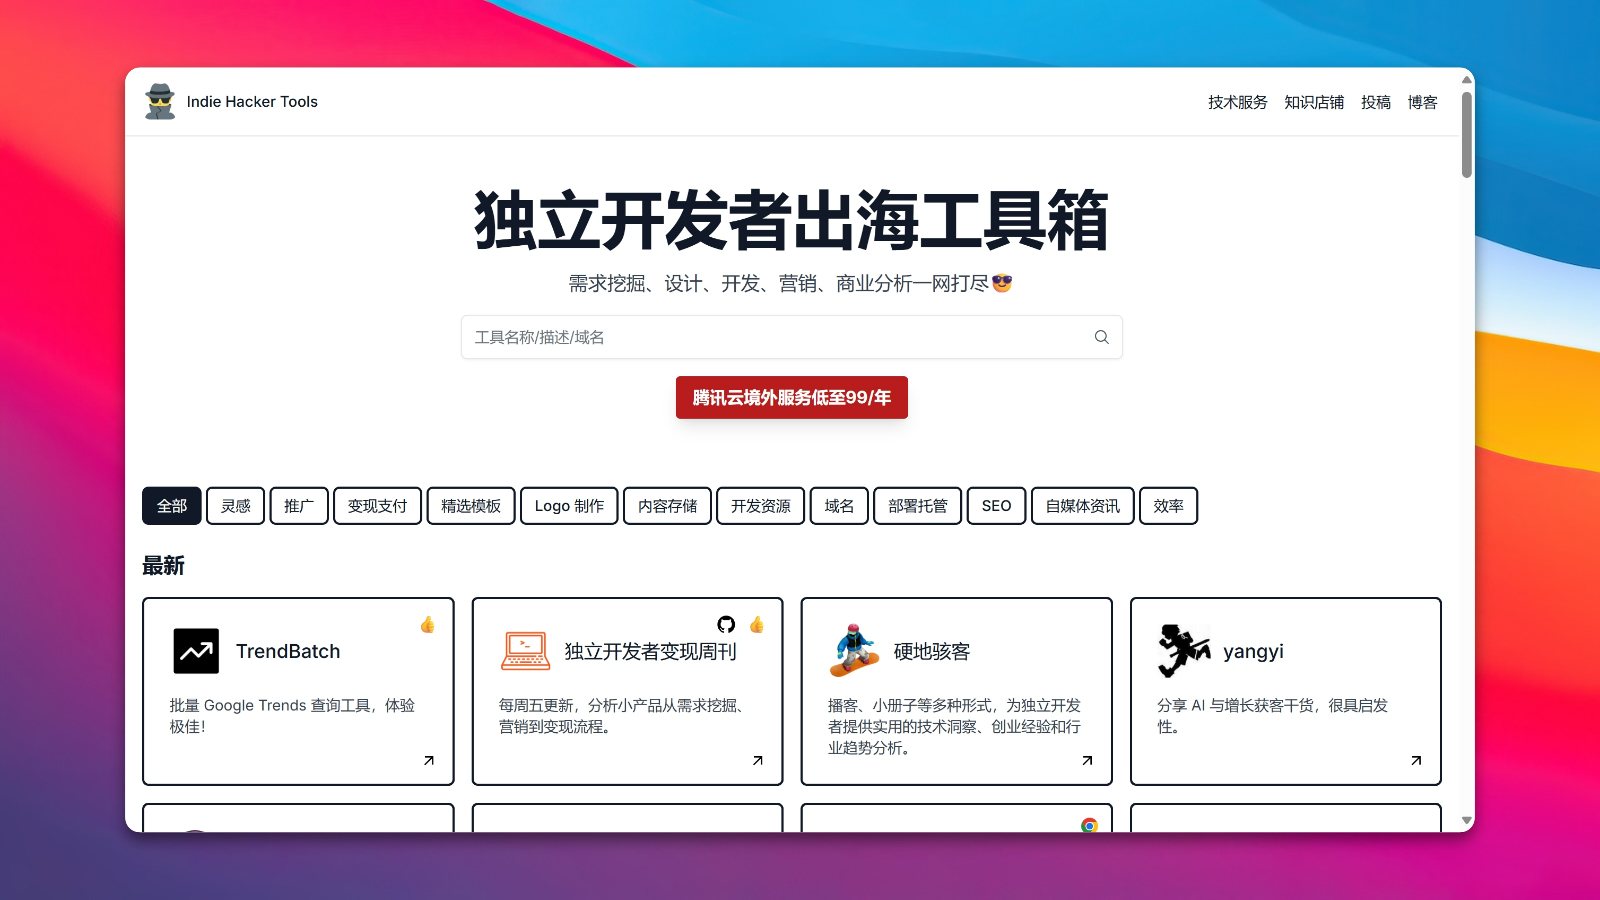 Indie Hacker Tools
技术服务 知识店铺 投稿 博客
独立开发者出海工具箱
需求挖掘、设计、开发、营销、商业分析一网打尽😎
工具名称/描述/域名
腾讯云境外服务低至99/年
全部 灵感 推广 变现支付 精选模板 Logo 制作 内容存储 开发资源 域名 部署托管 SEO 自媒体资讯 效率
最新
TrendBatch
批量 Google Trends 查询工具，体验
极佳！
独立开发者变现周刊
每周五更新，分析小产品从需求挖掘、
营销到变现流程。
硬地骇客
播客、小册子等多种形式，为独立开发
者提供实用的技术洞察、创业经验和行
业趋势分析。
yangyi
分享 AI 与增长获客干货，很具启发
性。